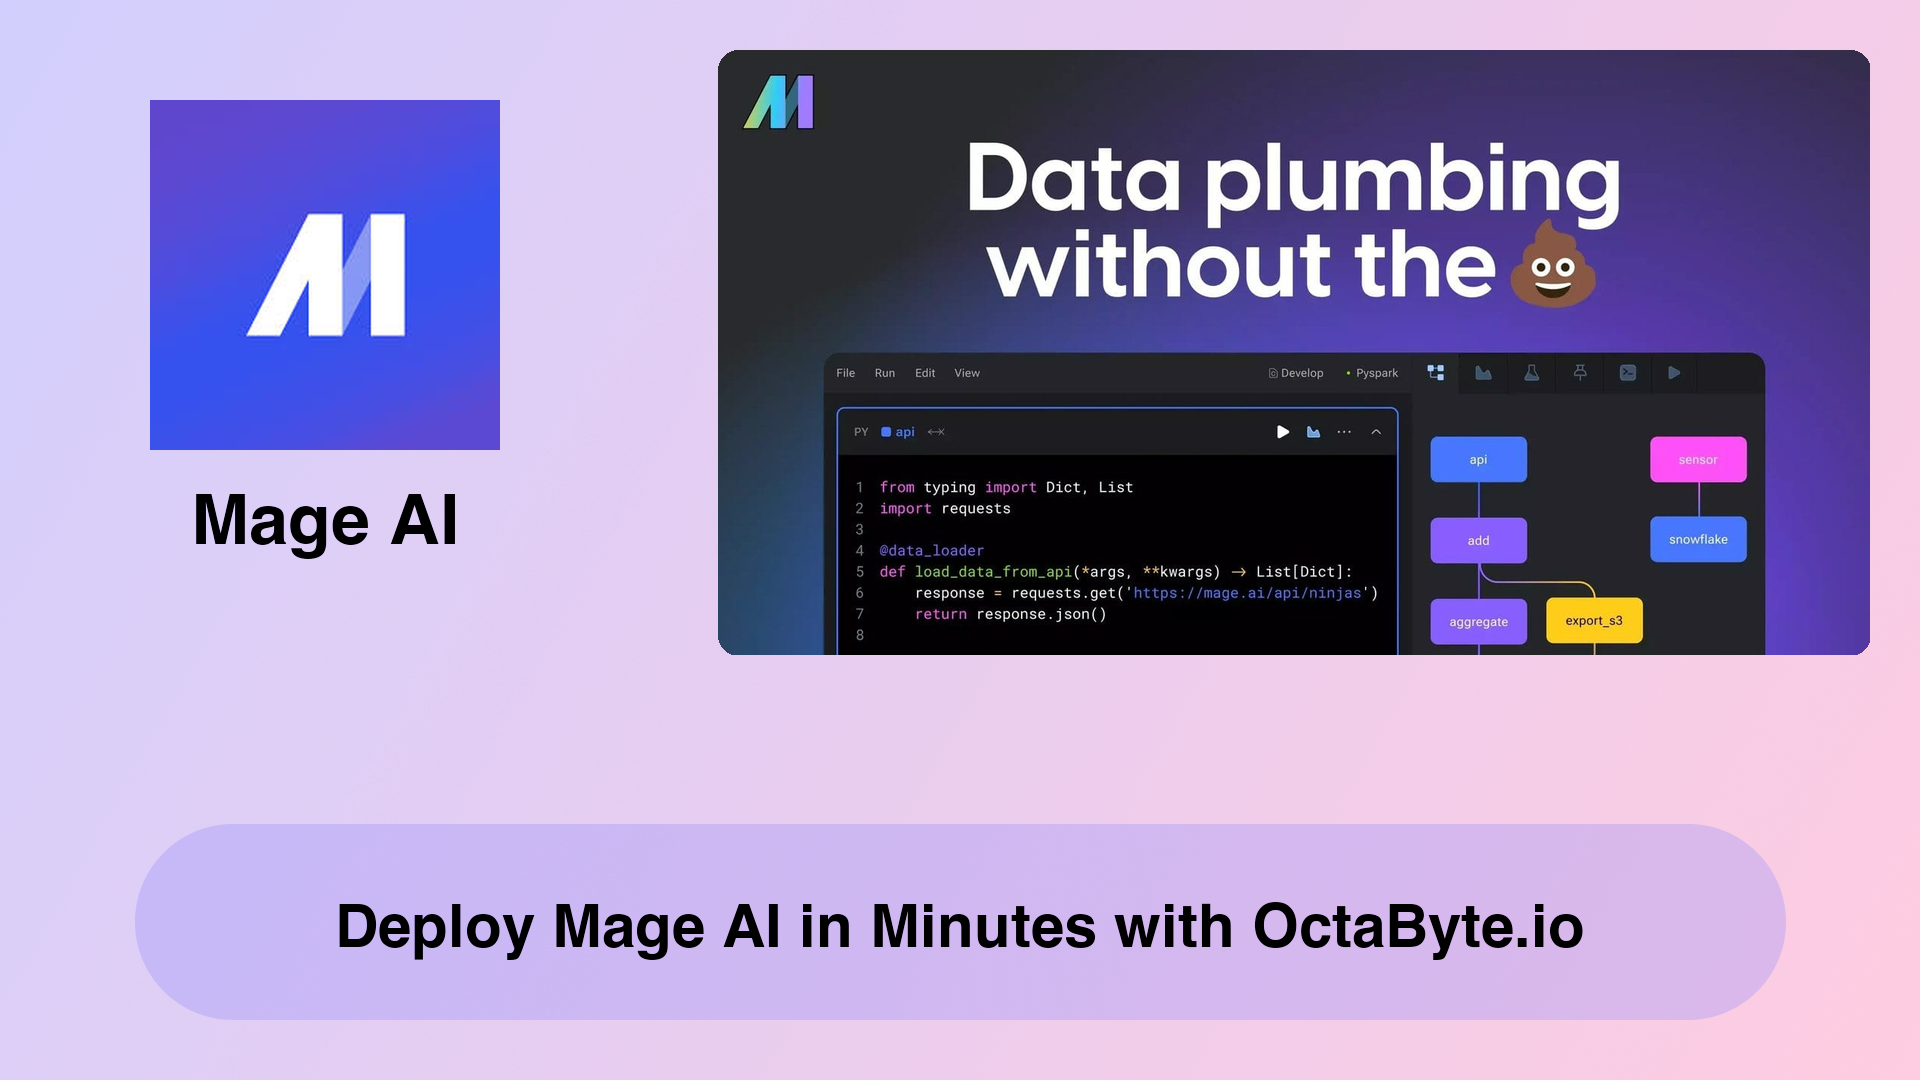 Mage AI
Data plumbing
without the 💩
File Run Edit View Develop Pyspark
PY api
1 from typing import Dict, List
2 import requests
3
4 @data_loader
5 def load_data_from_api(*args, **kwargs) → List[Dict]:
6 response = requests.get('https://mage.ai/api/ninjas')
7 return response.json()
8
api sensor
add snowflake
aggregate export_s3
Deploy Mage AI in Minutes with OctaByte.io